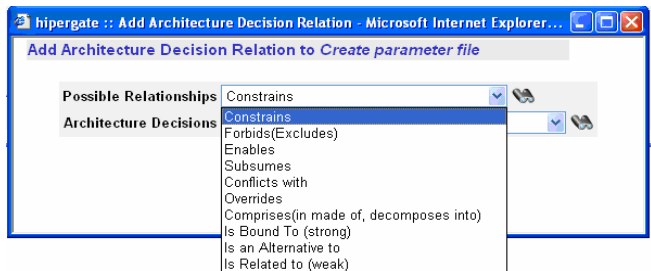 hipergate :: Add Architecture Decision Relation - Microsoft Internet Explorer...
Add Architecture Decision Relation to Create parameter file
Possible Relationships Constrains
Architecture Decisions
Constrains
Forbids(Excludes)
Enables
Subsumes
Conflicts with
Overrides
Comprises(in made of, decomposes into)
Is Bound To (strong)
Is an Alternative to
Is Related to (weak)